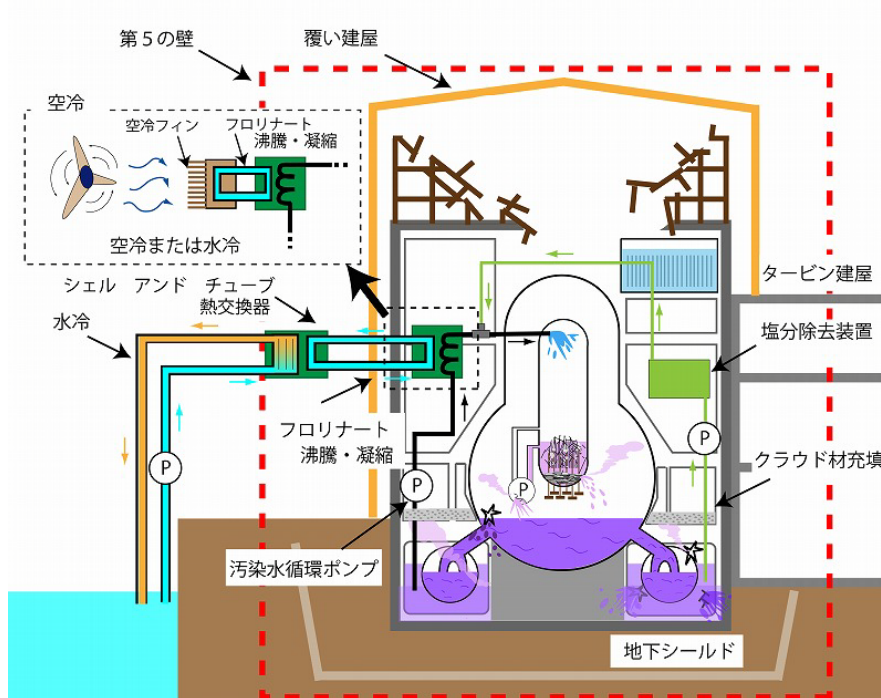 第５の壁
覆い建屋
空冷
空冷フィン
フロリナート
沸騰・凝縮
空冷または水冷
シェル アンド チューブ
熱交換器
水冷
タービン建屋
塩分除去装置
フロリナート
沸騰・凝縮
P
P
P
P
クラウド材充填
汚染水循環ポンプ
地下シールド